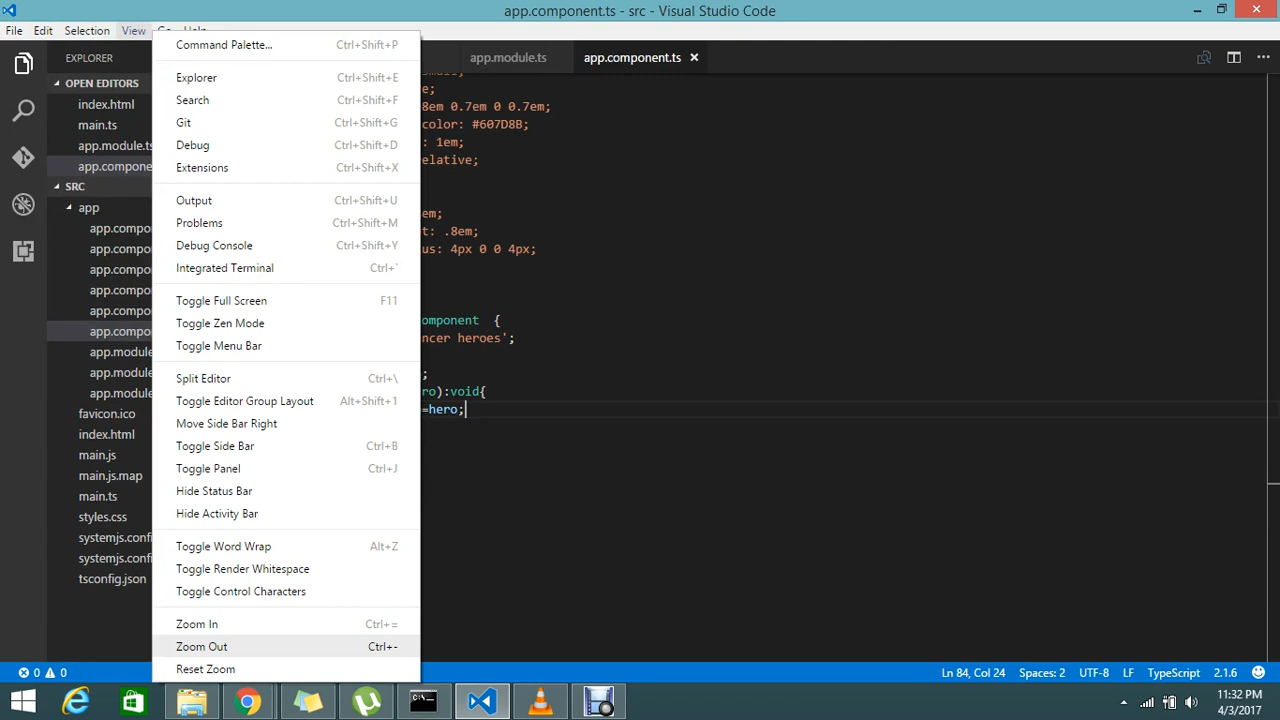 app.component.ts - src - Visual Studio Code
File Edit Selection View Go Help
EXPLORER
OPEN EDITORS
index.html
main.ts
app.module.ts
app.compone
SRC
app
app.compo
app.compo
app.compo
app.compo
app.compo
app.compo
app.module
app.module
app.module
favicon.ico
index.html
main.js
main.js.map
main.ts
styles.css
systemjs.confi
systemjs.confi
tsconfig.json
Command Palette... Ctrl+Shift+P
Explorer Ctrl+Shift+E
Search Ctrl+Shift+F
Git Ctrl+Shift+G
Debug Ctrl+Shift+D
Extensions Ctrl+Shift+X
Output Ctrl+Shift+U
Problems Ctrl+Shift+M
Debug Console Ctrl+Shift+Y
Integrated Terminal Ctrl+`
Toggle Full Screen F11
Toggle Zen Mode
Toggle Menu Bar
Split Editor Ctrl+\
Toggle Editor Group Layout Alt+Shift+1
Move Side Bar Right
Toggle Side Bar Ctrl+B
Toggle Panel Ctrl+J
Hide Status Bar
Hide Activity Bar
Toggle Word Wrap Alt+Z
Toggle Render Whitespace
Toggle Control Characters
Zoom In Ctrl+=
Zoom Out Ctrl+-
Reset Zoom
app.module.ts app.component.ts
e;
8em 0.7em 0 0.7em;
color: #607D8B;
: 1em;
elative;
em;
t: .8em;
us: 4px 0 0 4px;
omponent {
ncer heroes';
;
ro):void{
=hero;
0 0 Ln 84, Col 24 Spaces: 2 UTF-8 LF TypeScript 2.1.6
11:32 PM
4/3/2017